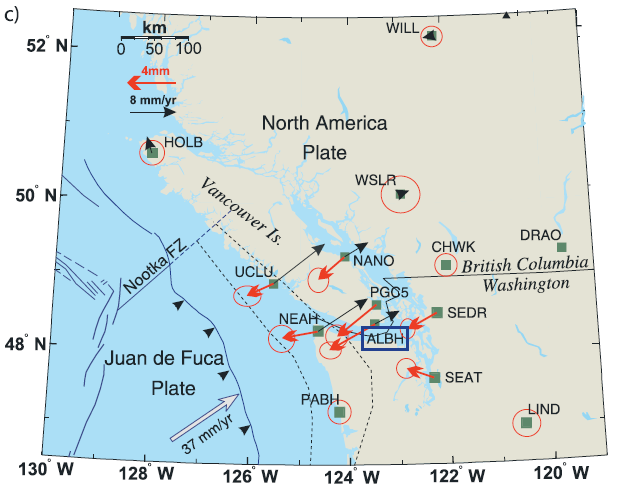 c)
52° N
km
0 50 100
4mm
8 mm/yr
WILL
HOLB
North America
Plate
WSLR
50° N
Vancouver Is.
Nootka FZ
DRAO
CHWK
NANO
British Columbia
Washington
UCLU
PGC5
NEAH
SEDR
ALBH
48° N
Juan de Fuca
Plate
SEAT
PABH
LIND
37 mm/yr
130° W
128° W
126° W
124° W
122° W
120° W